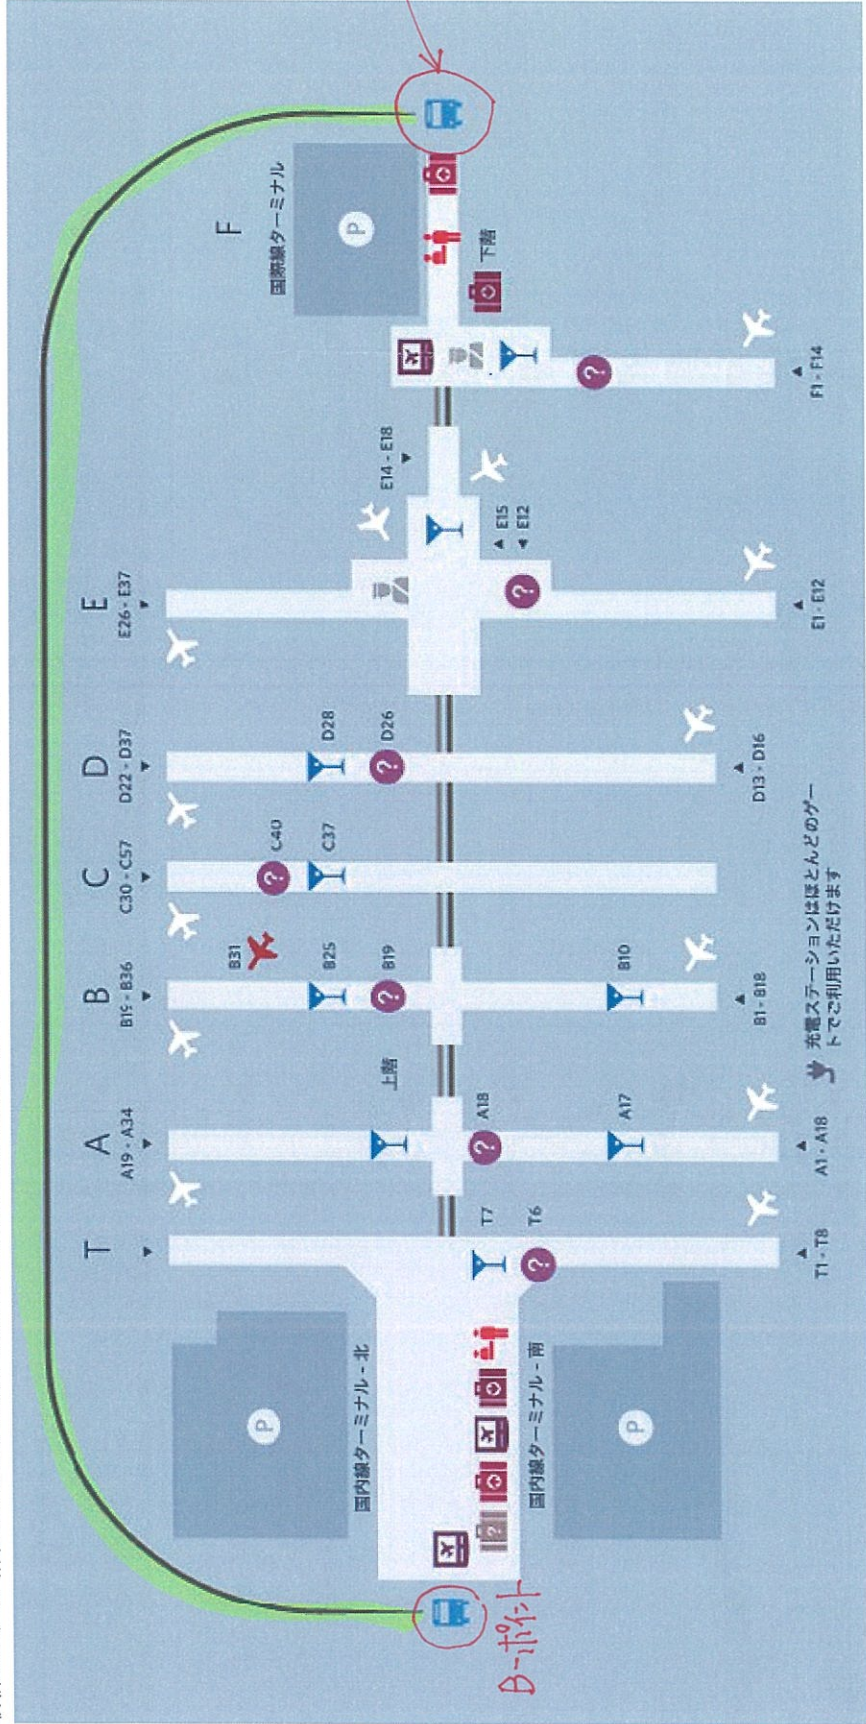 T
A
A19 - A34
B
B19 - B36
C
C30 - C57
D
D22 - D37
E
E26 - E37
F
国際線ターミナル
P
B31
C40
B25
C37
D28
上階
B19
D26
E14 - E18
国内線ターミナル - 北
P
T7
A18
E15
E12
下階
T6
B-ポイント
国内線ターミナル - 南
P
A17
B10
T1 - T8
A1 - A18
B1 - B18
D13 - D16
E1 - E12
F1 - F14
充電ステーションはほとんどのゲー
トでご利用いただけます